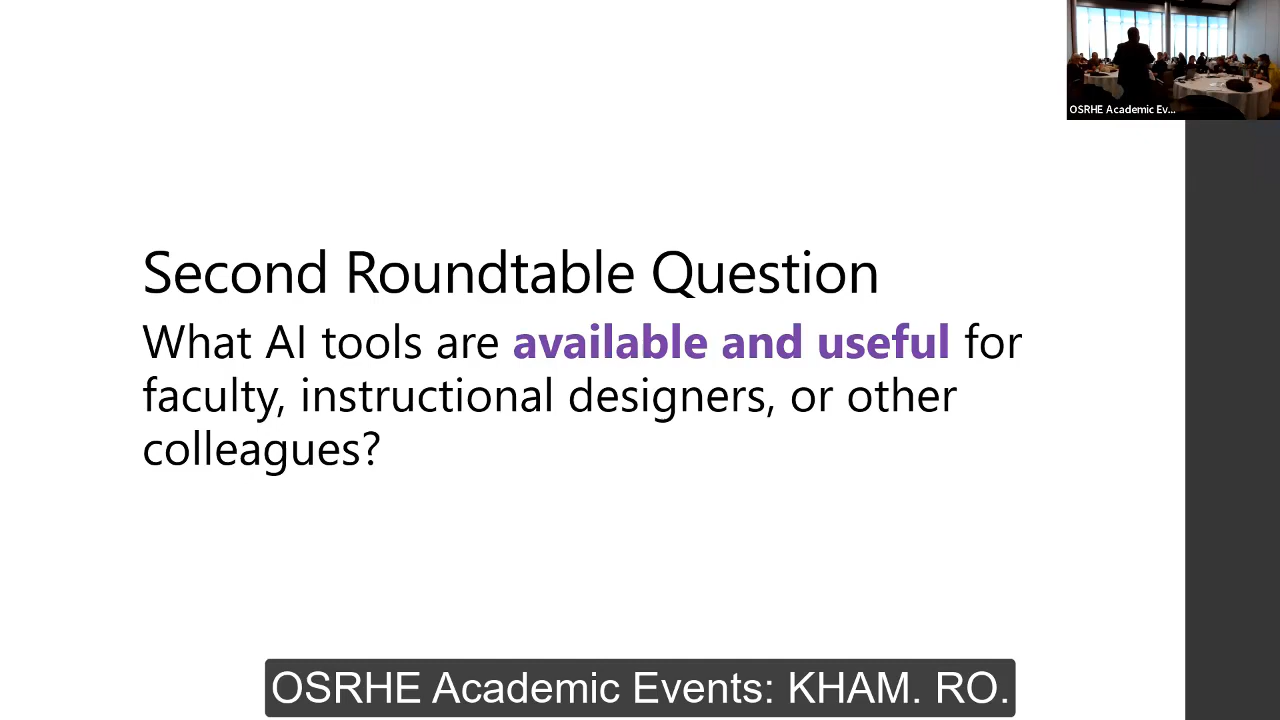 OSRHE Academic Ev...
Second Roundtable Question
What AI tools are available and useful for
faculty, instructional designers, or other
colleagues?
OSRHE Academic Events: KHAM. RO.